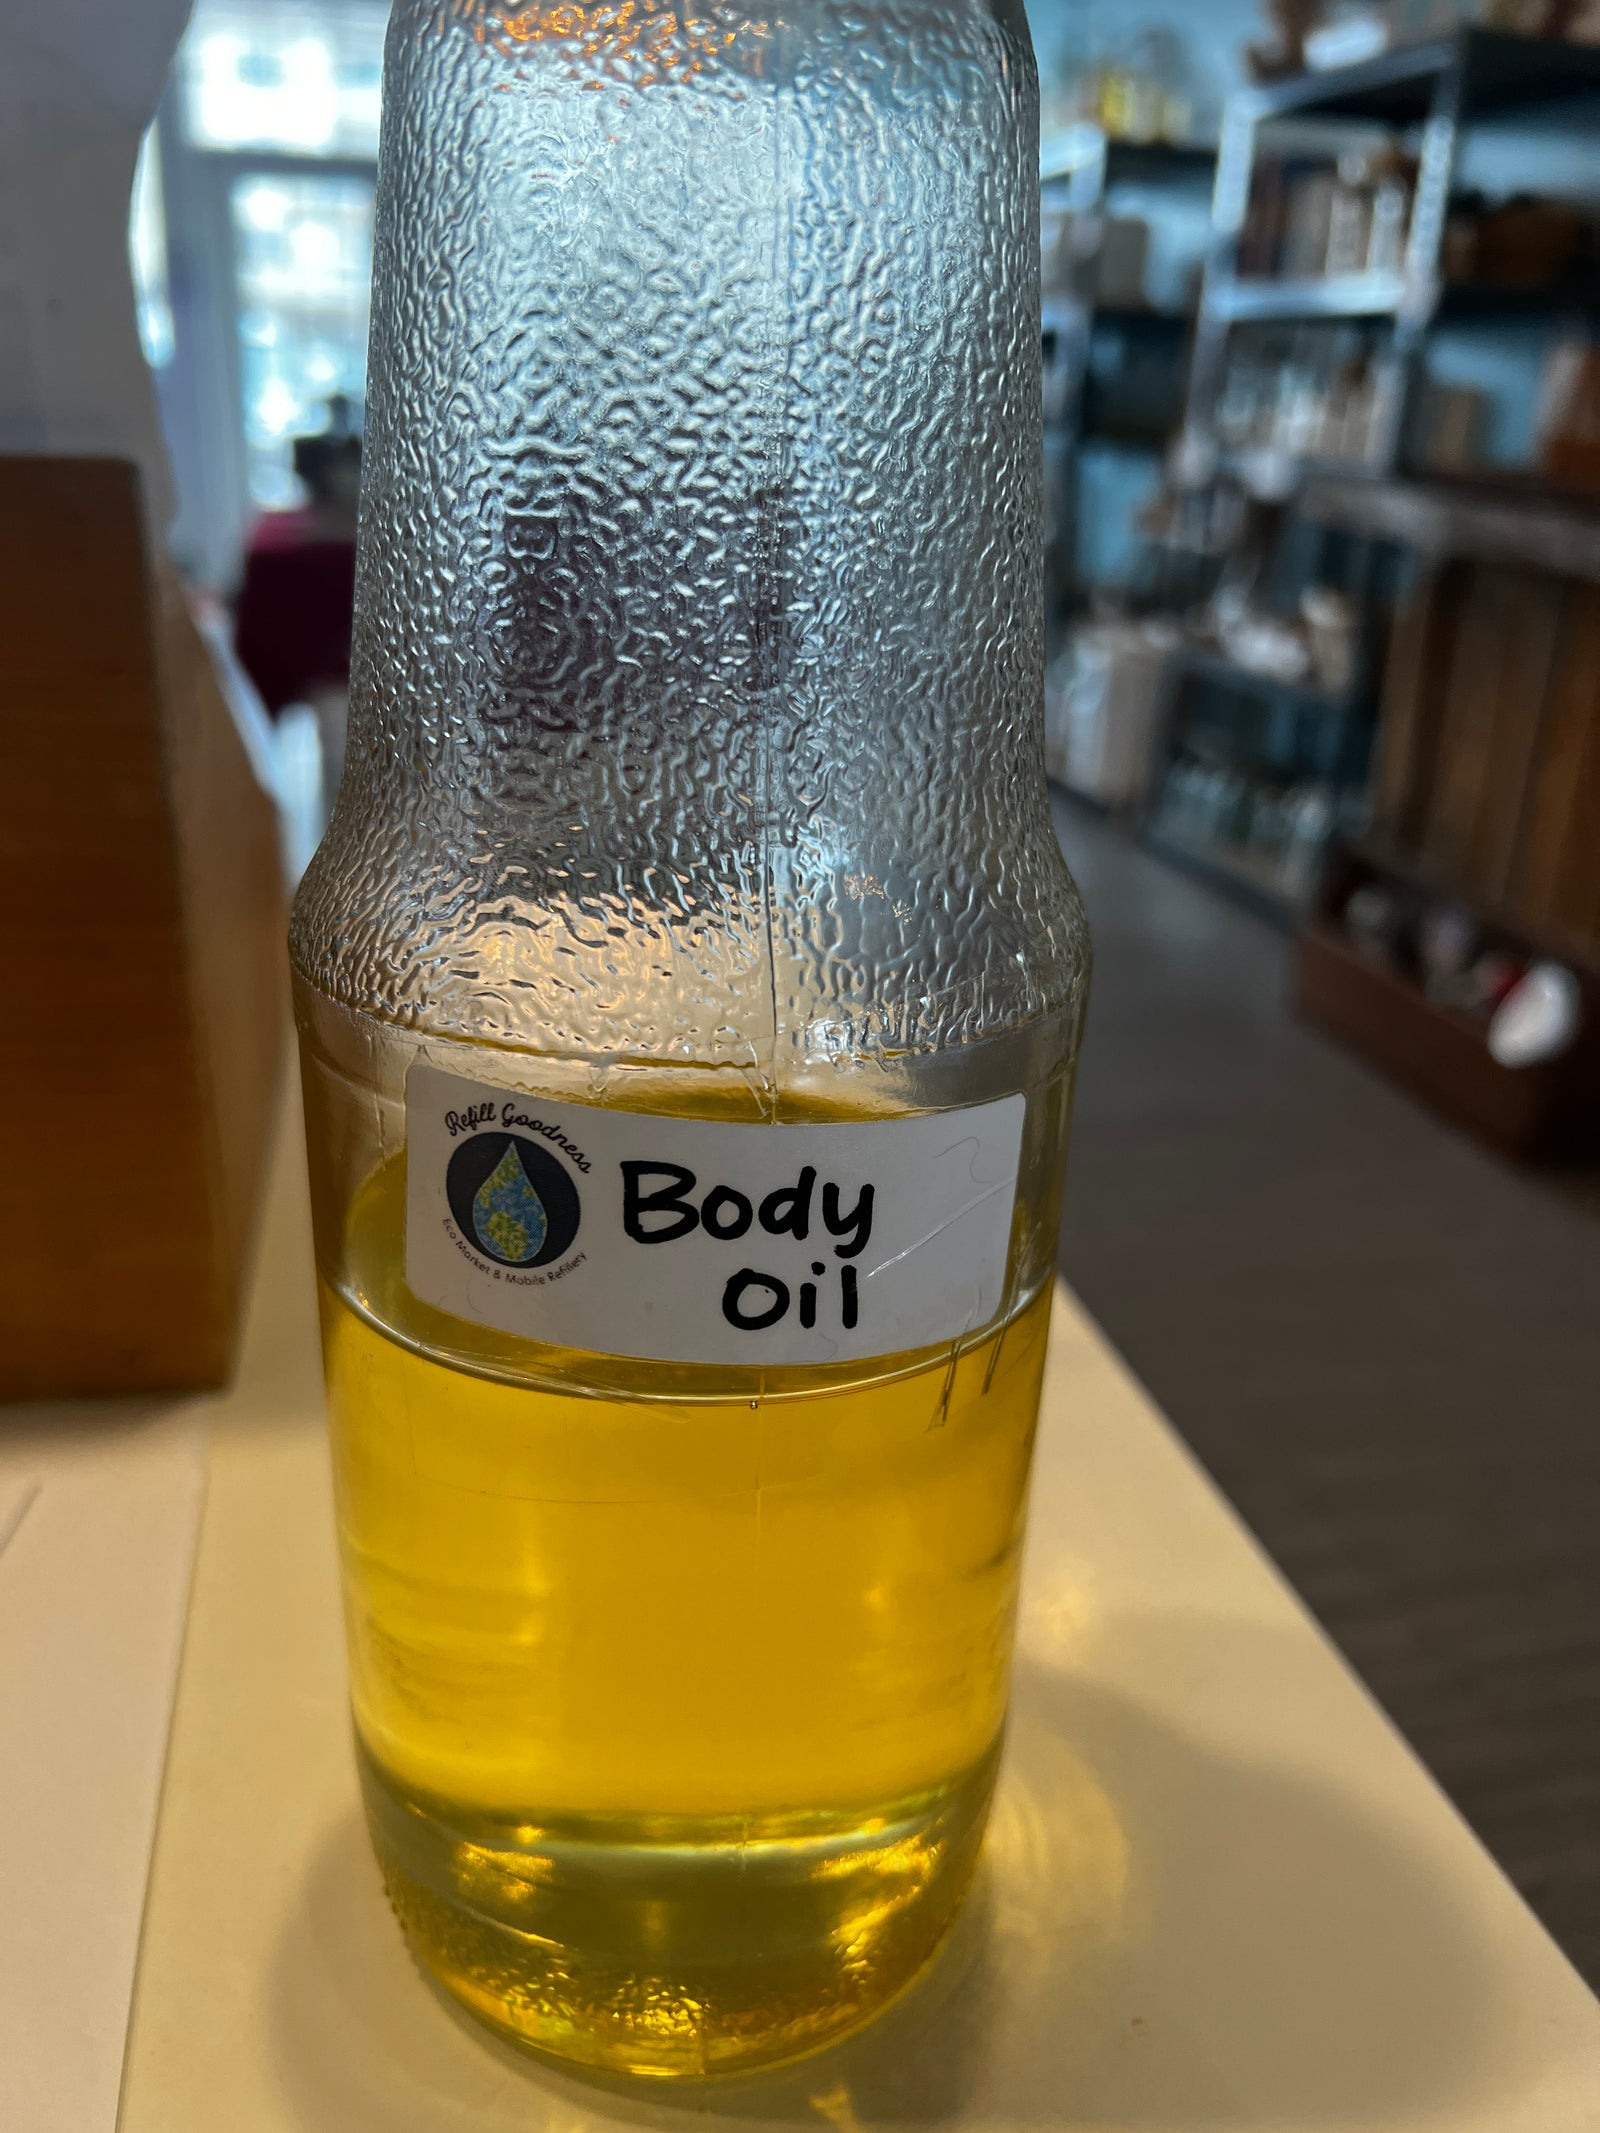 Refill Goodness
Eco Market & Mobile Refillery
Body
Oil